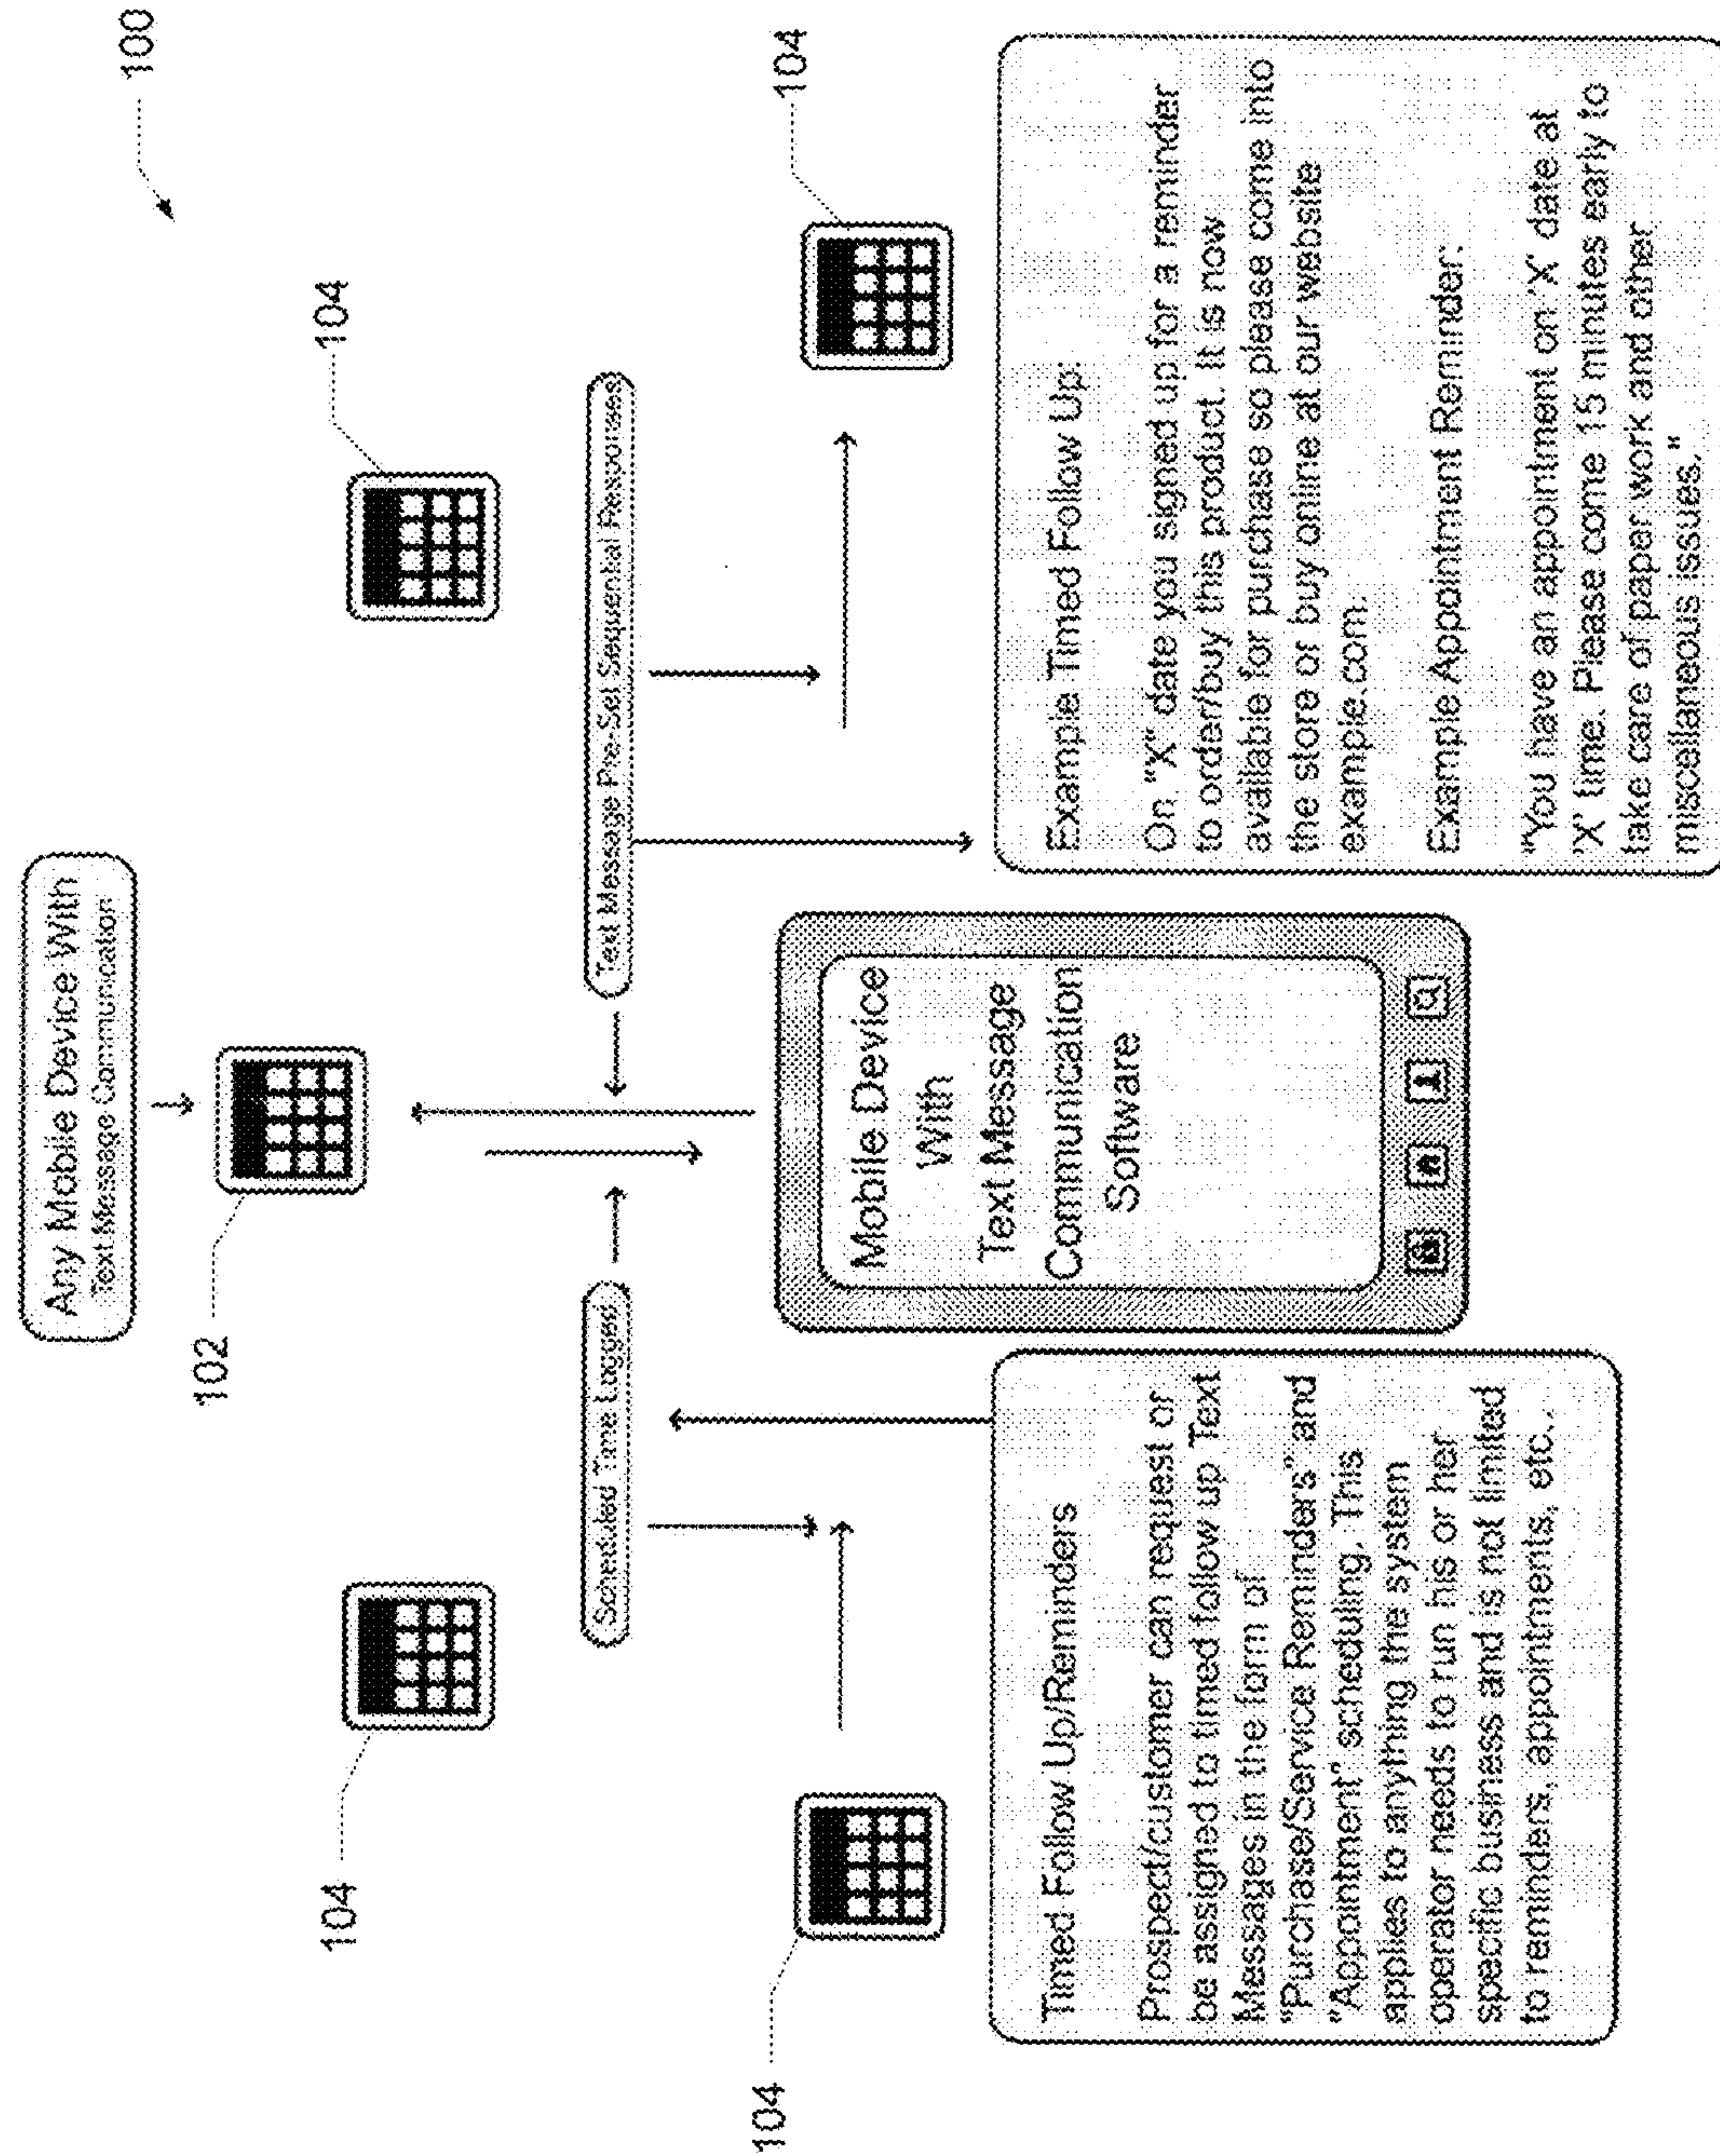 100
Any Mobile Device With
Text Message Communication
102
104
104
Scheduled Time Logged
Text Message Pre-Set Sequential Responses
104
104
Timed Follow Up/Reminders
Prospect/customer can request or
be assigned to timed follow up Text
Messages in the form of
"Purchase/Service Reminders" and
"Appointment" scheduling. This
applies to anything the system
operator needs to run his or her
specific business and is not limited
to reminders, appointments, etc..
Mobile Device
With
Text Message
Communication
Software
Example Timed Follow Up:
On "X" date you signed up for a reminder
to order/buy this product. It is now
available for purchase so please come into
the store or buy online at our website
example.com.
Example Appointment Reminder:
"You have an appointment on 'X' date at
'X' time. Please come 15 minutes early to
take care of paper work and other
miscellaneous issues."